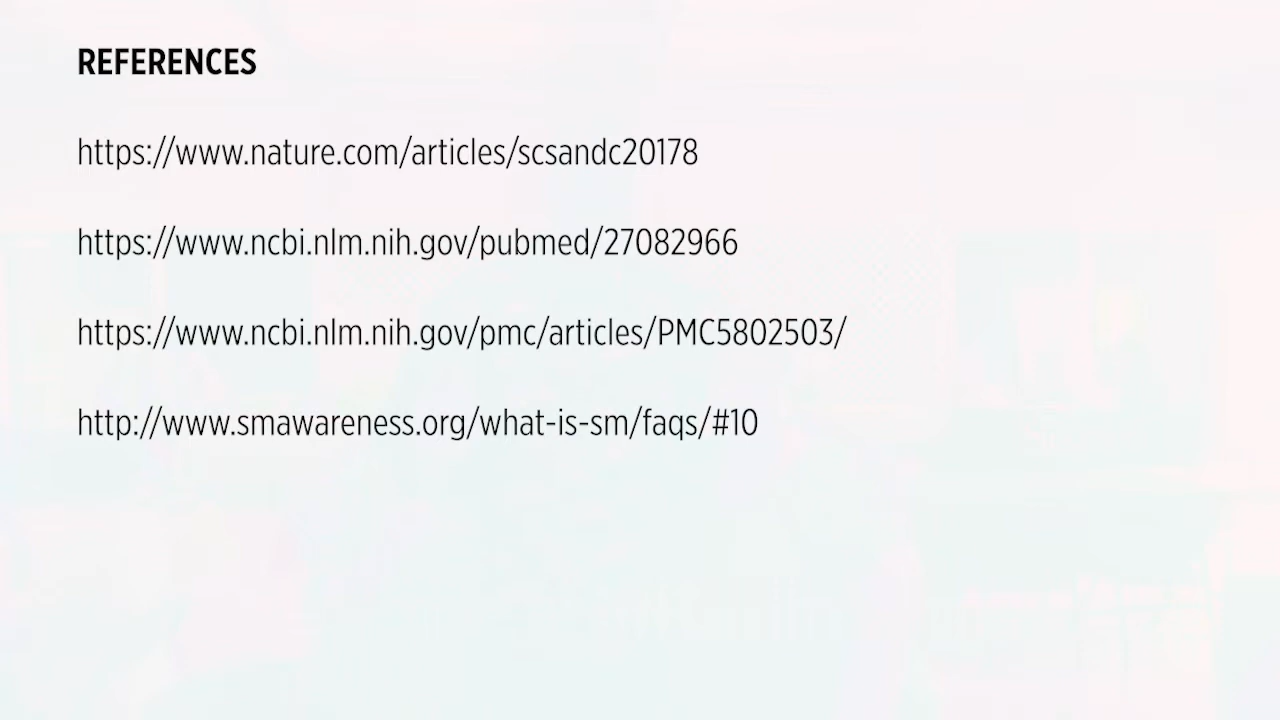 REFERENCES
https://www.nature.com/articles/scsandc20178
https://www.ncbi.nlm.nih.gov/pubmed/27082966
https://www.ncbi.nlm.nih.gov/pmc/articles/PMC5802503/
http://www.smawareness.org/what-is-sm/faqs/#10